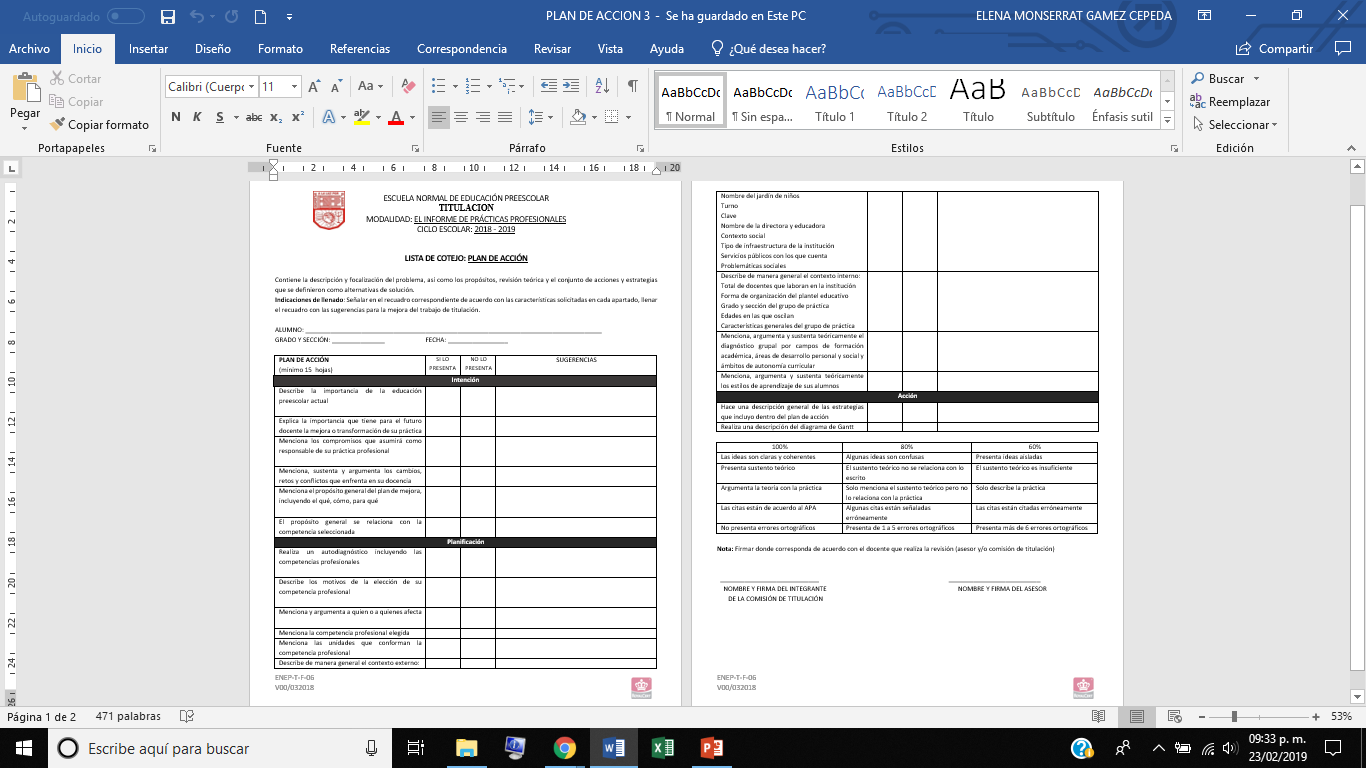 Autoguardado
PLAN DE ACCION 3 - Se ha guardado en Este PC
ELENA MONSERRAT GAMEZ CEPEDA
Archivo Inicio Insertar Diseño Formato Referencias Correspondencia Revisar Vista Ayuda ¿Qué desea hacer? Compartir
Pegar
Cortar
Copiar
Copiar formato
Portapapeles
Calibri (Cuerpo 11
Fuente
Párrafo
AaBbCcDc AaBbCcDc AaBbCc AaBbCcD AaB AaBbCcD AaBbCcDc
¶ Normal ¶ Sin espa... Título 1 Título 2 Título Subtítulo Énfasis sutil
Estilos
Buscar
Reemplazar
Seleccionar
Edición
2 4 6 8 10 12 14 16 18 20
ESCUELA NORMAL DE EDUCACIÓN PREESCOLAR
TITULACION
MODALIDAD: EL INFORME DE PRÁCTICAS PROFESIONALES
CICLO ESCOLAR: 2018 - 2019
LISTA DE COTEJO: PLAN DE ACCIÓN
Contiene la descripción y focalización del problema, así como los propósitos, revisión teórica y el conjunto de acciones y estrategias
que se definieron como alternativas de solución.
Indicaciones de llenado: Señalar en el recuadro correspondiente de acuerdo con las características solicitadas en cada apartado, llenar
el recuadro con las sugerencias para la mejora del trabajo de titulación.
ALUMNO:
GRADO Y SECCIÓN: FECHA:
PLAN DE ACCIÓN
(mínimo 15 hojas)
SI LO
PRESENTA
NO LO
PRESENTA
SUGERENCIAS
Intención
Describe la importancia de la educación
preescolar actual
Explica la importancia que tiene para el futuro
docente la mejora o transformación de su práctica
Menciona los compromisos que asumirá como
responsable de su práctica profesional
Menciona, sustenta y argumenta los cambios,
retos y conflictos que enfrenta en su docencia
Menciona el propósito general del plan de mejora,
incluyendo el qué, cómo, para qué
El propósito general se relaciona con la
competencia seleccionada
Planificación
Realiza un autodiagnóstico incluyendo las
competencias profesionales
Describe los motivos de la elección de su
competencia profesional
Menciona y argumenta a quien o a quienes afecta
Menciona la competencia profesional elegida
Menciona las unidades que conforman la
competencia profesional
Describe de manera general el contexto externo:
ENEP-T-F-06
V00/032018
Nombre del jardín de niños
Turno
Clave
Nombre de la directora y educadora
Contexto social
Tipo de infraestructura de la institución
Servicios públicos con los que cuenta
Problemáticas sociales
Describe de manera general el contexto interno:
Total de docentes que laboran en la institución
Forma de organización del plantel educativo
Grado y sección del grupo de práctica
Edades en las que oscilan
Características generales del grupo de práctica
Menciona, argumenta y sustenta teóricamente el
diagnóstico grupal por campos de formación
académica, áreas de desarrollo personal y social y
ámbitos de autonomía curricular
Menciona, argumenta y sustenta teóricamente
los estilos de aprendizaje de sus alumnos
Acción
Hace una descripción general de las estrategias
que incluyo dentro del plan de acción
Realiza una descripción del diagrama de Gantt
100% 80% 60%
Las ideas son claras y coherentes Algunas ideas son confusas Presenta ideas aisladas
Presenta sustento teórico El sustento teórico no se relaciona con lo
escrito El sustento teórico es insuficiente
Argumenta la teoría con la práctica Solo menciona el sustento teórico pero no
lo relaciona con la práctica Solo describe la práctica
Las citas están de acuerdo al APA Algunas citas están señaladas
erróneamente Las citas están citadas erróneamente
No presenta errores ortográficos Presenta de 1 a 5 errores ortográficos Presenta más de 6 errores ortográficos
Nota: Firmar donde corresponda de acuerdo con el docente que realiza la revisión (asesor y/o comisión de titulación)
NOMBRE Y FIRMA DEL INTEGRANTE
DE LA COMISIÓN DE TITULACIÓN
NOMBRE Y FIRMA DEL ASESOR
ENEP-T-F-06
V00/032018
Página 1 de 2 471 palabras 53%
Escribe aquí para buscar
09:33 p. m.
23/02/2019